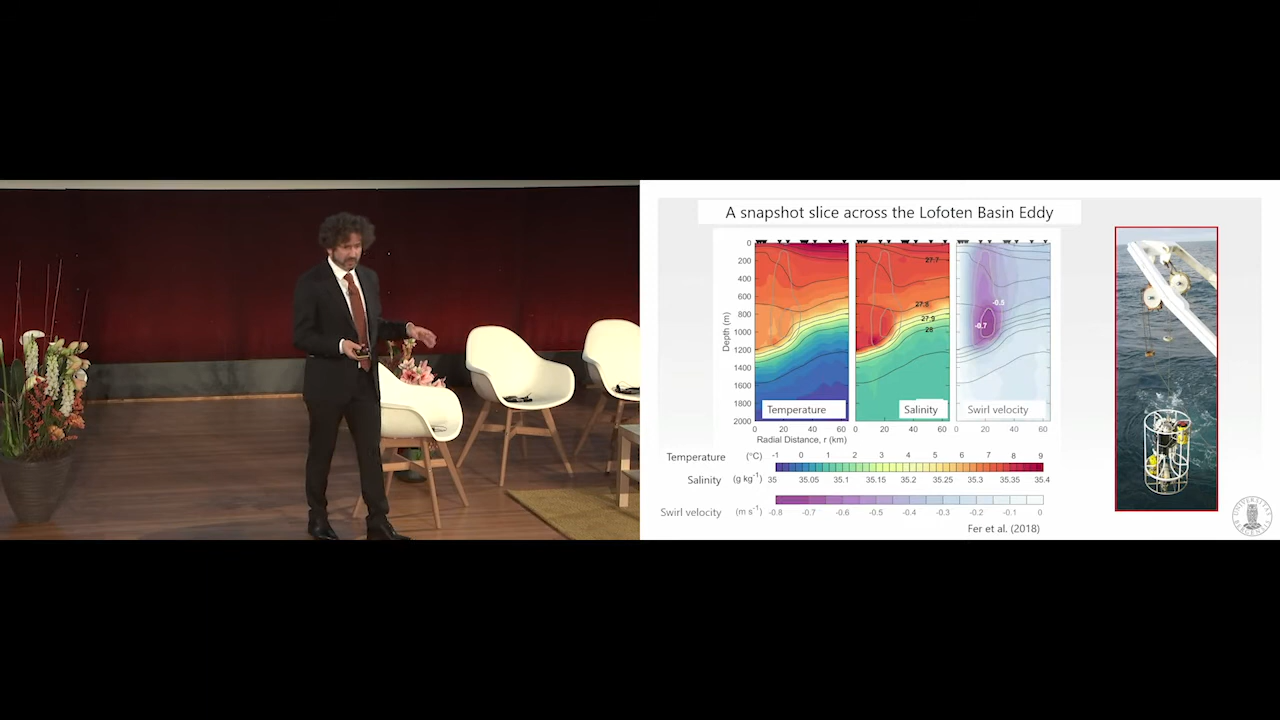 A snapshot slice across the Lofoten Basin Eddy
0
200
400
600
800
1000
1200
1400
1600
1800
2000
Depth (m)
27.7
27.8
27.9
28
-0.5
-0.7
Temperature
Salinity
Swirl velocity
0 20 40 60 0 20 40 60 0 20 40 60
Radial Distance, r (km)
Temperature (°C) -1 0 1 2 3 4 5 6 7 8 9
Salinity (g kg-1) 35 35.05 35.1 35.15 35.2 35.25 35.3 35.35 35.4
Swirl velocity (m s-1) -0.8 -0.7 -0.6 -0.5 -0.4 -0.3 -0.2 -0.1 0
Fer et al. (2018)